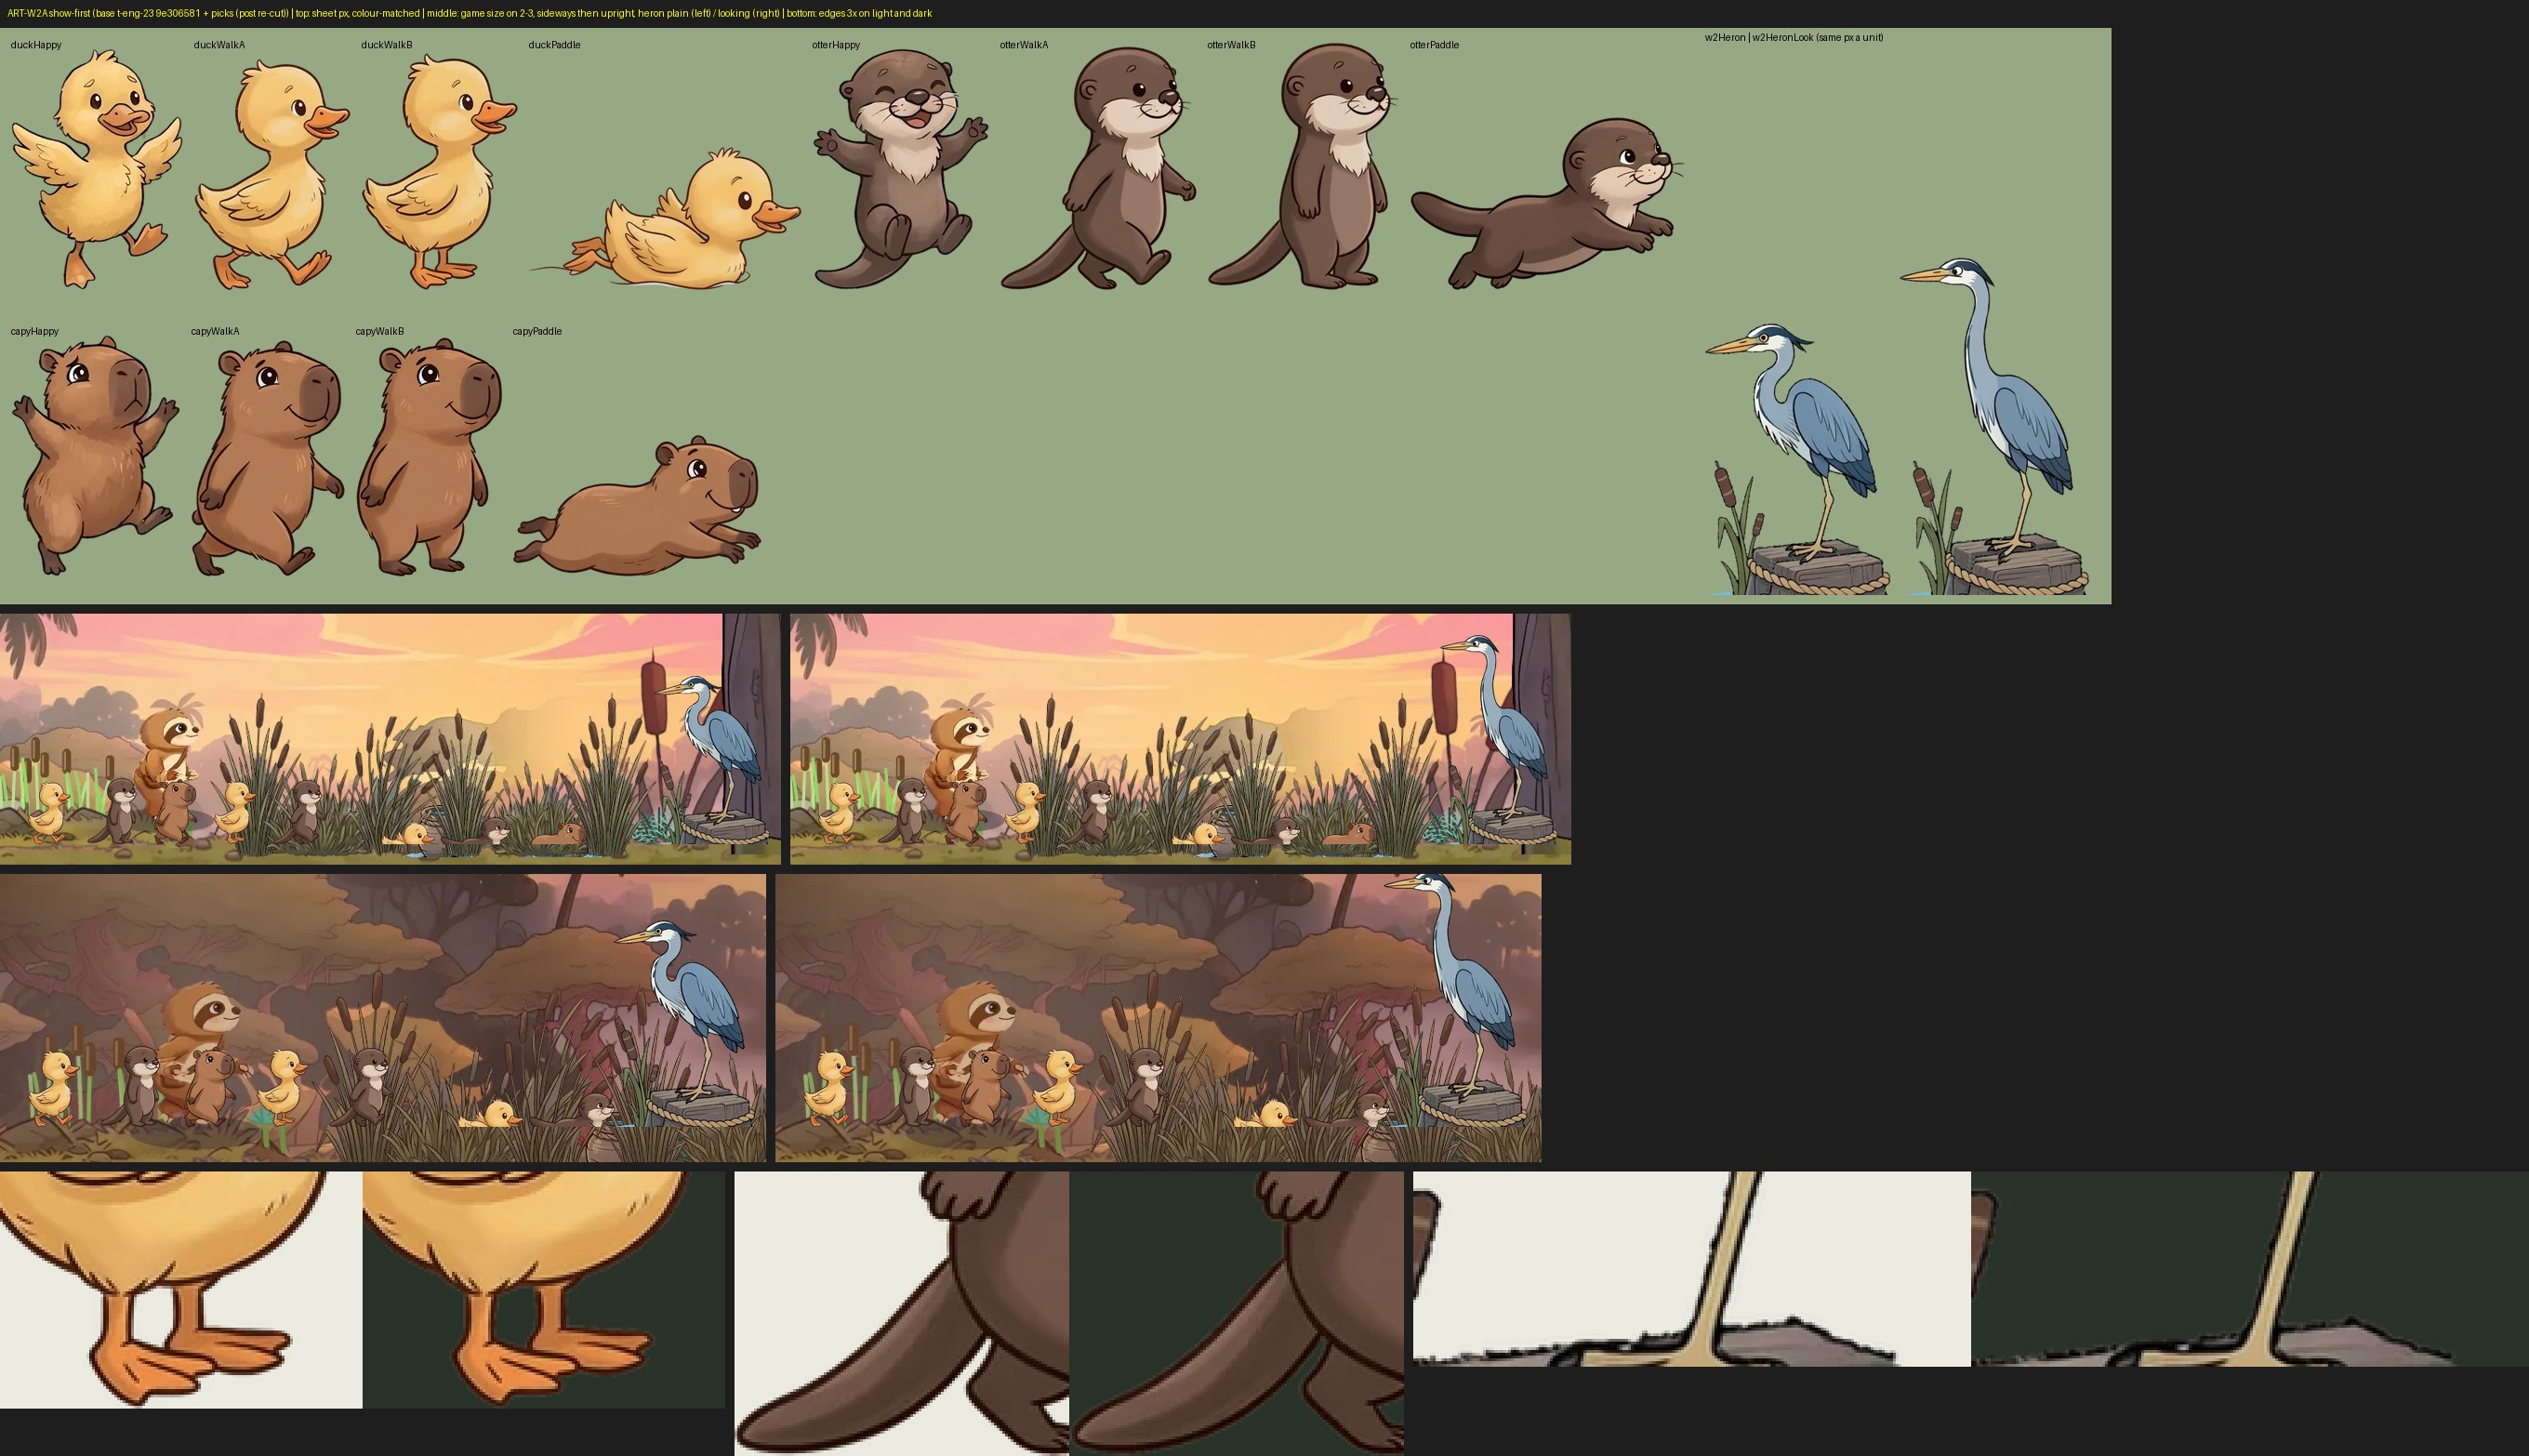 ART-W2A show-first (base t-eng-23 9e306581 + picks (post re-cut)) | top: sheet px, colour-matched | middle: game size on 2-3, sideways then upright, heron plain (left) / looking (right) | bottom: edges 3x on light and dark
duckHappy
duckWalkA
duckWalkB
duckPaddle
otterHappy
otterWalkA
otterWalkB
otterPaddle
w2Heron | w2HeronLook (same px a unit)
capyHappy
capyWalkA
capyWalkB
capyPaddle